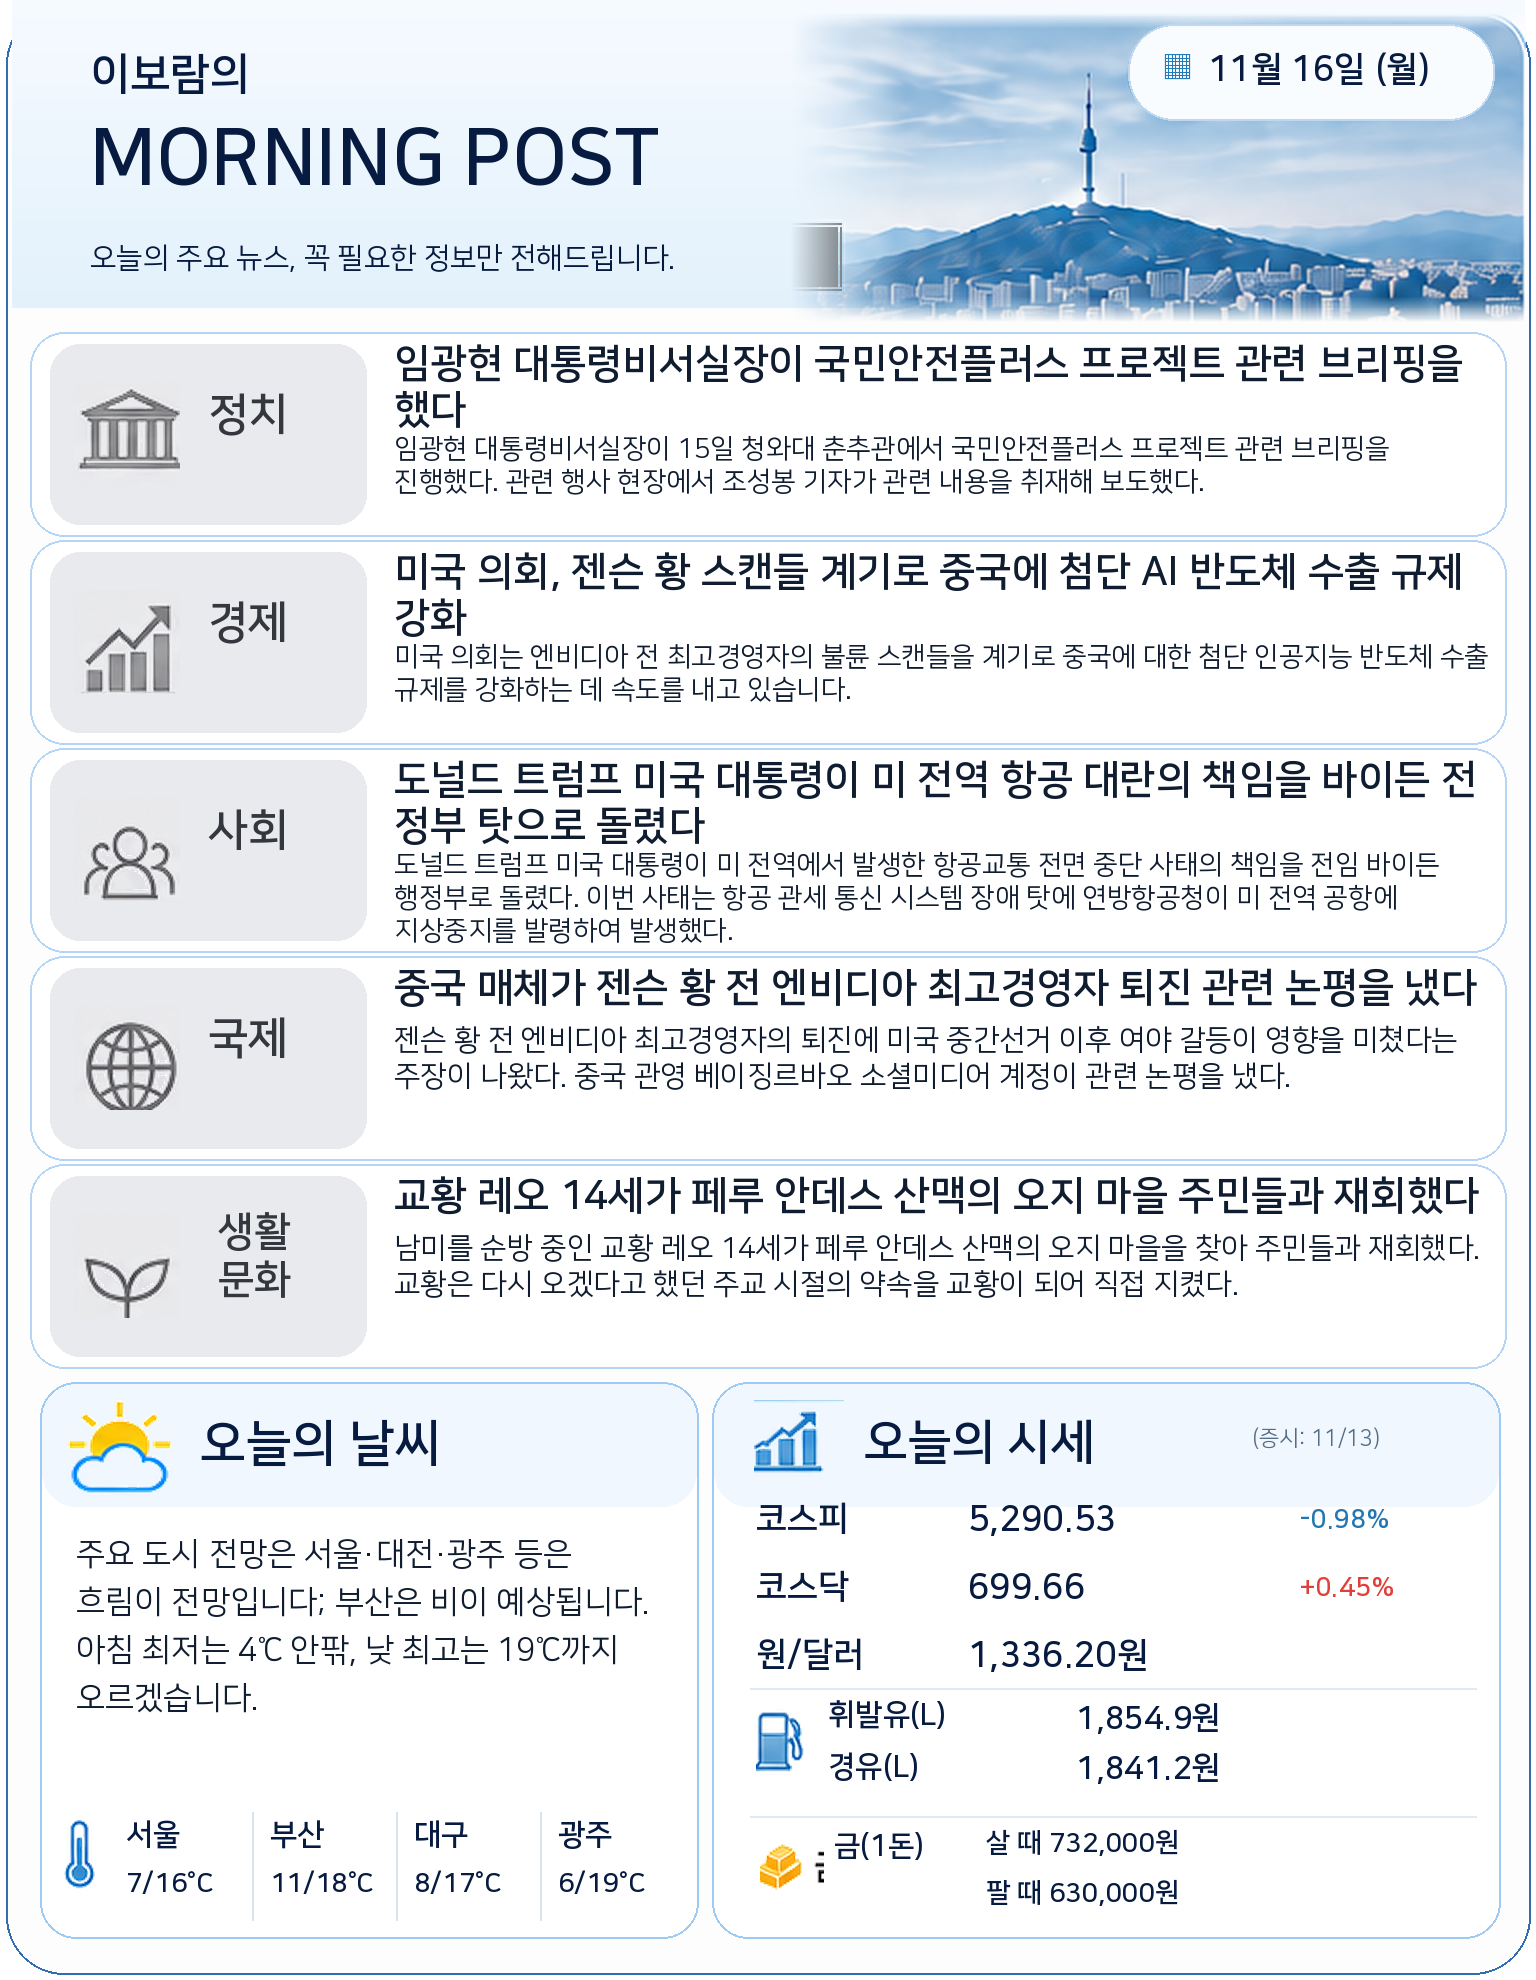 이보람의
MORNING POST
오늘의 주요 뉴스, 꼭 필요한 정보만 전해드립니다.
11월 16일 (월)
정치
임광현 대통령비서실장이 국민안전플러스 프로젝트 관련 브리핑을
했다
임광현 대통령비서실장이 15일 청와대 춘추관에서 국민안전플러스 프로젝트 관련 브리핑을
진행했다. 관련 행사 현장에서 조성봉 기자가 관련 내용을 취재해 보도했다.
경제
미국 의회, 젠슨 황 스캔들 계기로 중국에 첨단 AI 반도체 수출 규제
강화
미국 의회는 엔비디아 전 최고경영자의 불륜 스캔들을 계기로 중국에 대한 첨단 인공지능 반도체 수출
규제를 강화하는 데 속도를 내고 있습니다.
사회
도널드 트럼프 미국 대통령이 미 전역 항공 대란의 책임을 바이든 전
정부 탓으로 돌렸다
도널드 트럼프 미국 대통령이 미 전역에서 발생한 항공교통 전면 중단 사태의 책임을 전임 바이든
행정부로 돌렸다. 이번 사태는 항공 관세 통신 시스템 장애 탓에 연방항공청이 미 전역 공항에
지상중지를 발령하여 발생했다.
국제
중국 매체가 젠슨 황 전 엔비디아 최고경영자 퇴진 관련 논평을 냈다
젠슨 황 전 엔비디아 최고경영자의 퇴진에 미국 중간선거 이후 여야 갈등이 영향을 미쳤다는
주장이 나왔다. 중국 관영 베이징르바오 소셜미디어 계정이 관련 논평을 냈다.
생활
문화
교황 레오 14세가 페루 안데스 산맥의 오지 마을 주민들과 재회했다
남미를 순방 중인 교황 레오 14세가 페루 안데스 산맥의 오지 마을을 찾아 주민들과 재회했다.
교황은 다시 오겠다고 했던 주교 시절의 약속을 교황이 되어 직접 지켰다.
오늘의 날씨
주요 도시 전망은 서울·대전·광주 등은
흐림이 전망입니다; 부산은 비이 예상됩니다.
아침 최저는 4℃ 안팎, 낮 최고는 19℃까지
오르겠습니다.
서울 부산 대구 광주
7/16°C 11/18°C 8/17°C 6/19°C
오늘의 시세 (증시: 11/13)
코스피 5,290.53 -0.98%
코스닥 699.66 +0.45%
원/달러 1,336.20원
휘발유(L) 1,854.9원
경유(L) 1,841.2원
금(1돈) 살 때 732,000원
팔 때 630,000원